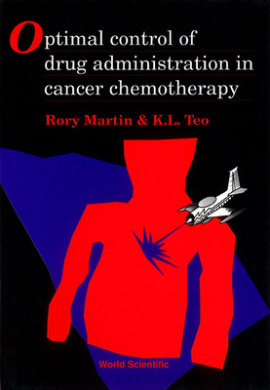 Optimal control of
drug administration in
cancer chemotherapy
Rory Martin & K.L. Teo
World Scientific